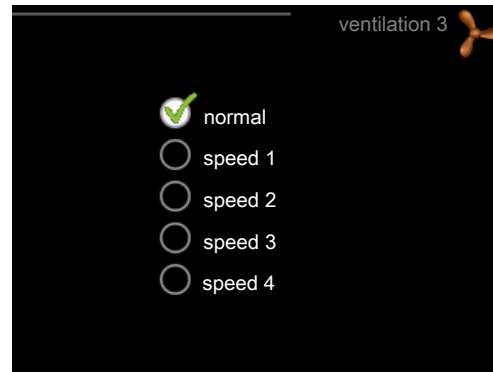 ventilation 3
normal
speed 1
speed 2
speed 3
speed 4